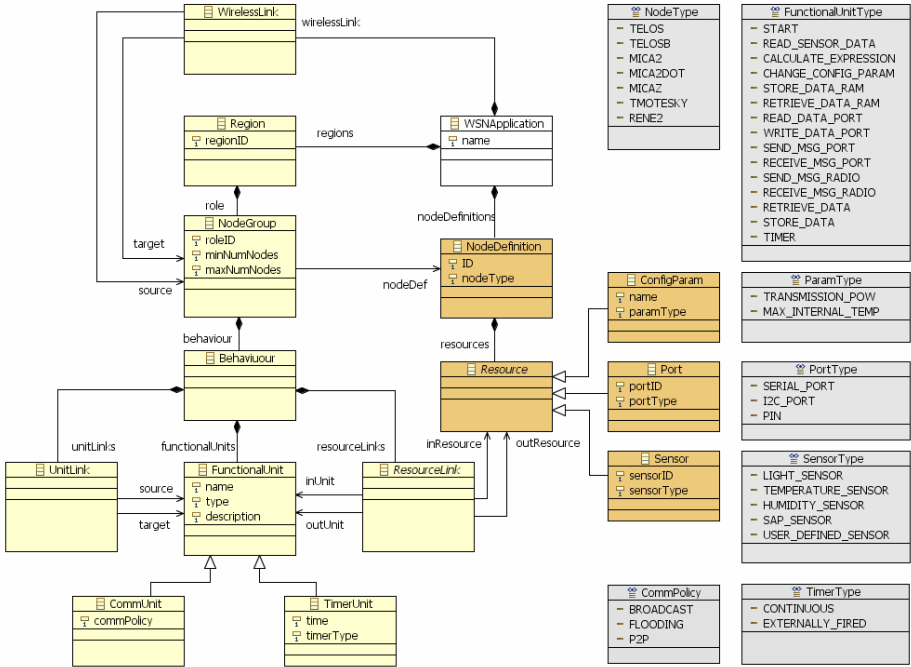 WirelessLink
wirelessLink
Region
regionID
regions
WSNApplication
name
role
nodeDefinitions
NodeGroup
roleID
minNumNodes
maxNumNodes
target
source
nodeDef
NodeDefinition
ID
nodeType
behaviour
resources
Behaviuour
Resource
ConfigParam
name
paramType
Port
portID
portType
Sensor
sensorID
sensorType
unitLinks
functionalUnits
resourceLinks
inResource
outResource
UnitLink
source
target
FunctionalUnit
name
type
description
inUnit
outUnit
ResourceLink
CommUnit
commPolicy
TimerUnit
time
timerType
NodeType
TELOS
TELOSB
MICA2
MICA2DOT
MICAZ
TMOTESKY
RENE2
FunctionalUnitType
START
READ_SENSOR_DATA
CALCULATE_EXPRESSION
CHANGE_CONFIG_PARAM
STORE_DATA_RAM
RETRIEVE_DATA_RAM
READ_DATA_PORT
WRITE_DATA_PORT
SEND_MSG_PORT
RECEIVE_MSG_PORT
SEND_MSG_RADIO
RECEIVE_MSG_RADIO
RETRIEVE_DATA
STORE_DATA
TIMER
ParamType
TRANSMISSION_POW
MAX_INTERNAL_TEMP
PortType
SERIAL_PORT
I2C_PORT
PIN
SensorType
LIGHT_SENSOR
TEMPERATURE_SENSOR
HUMIDITY_SENSOR
SAP_SENSOR
USER_DEFINED_SENSOR
CommPolicy
BROADCAST
FLOODING
P2P
TimerType
CONTINUOUS
EXTERNALLY_FIRED